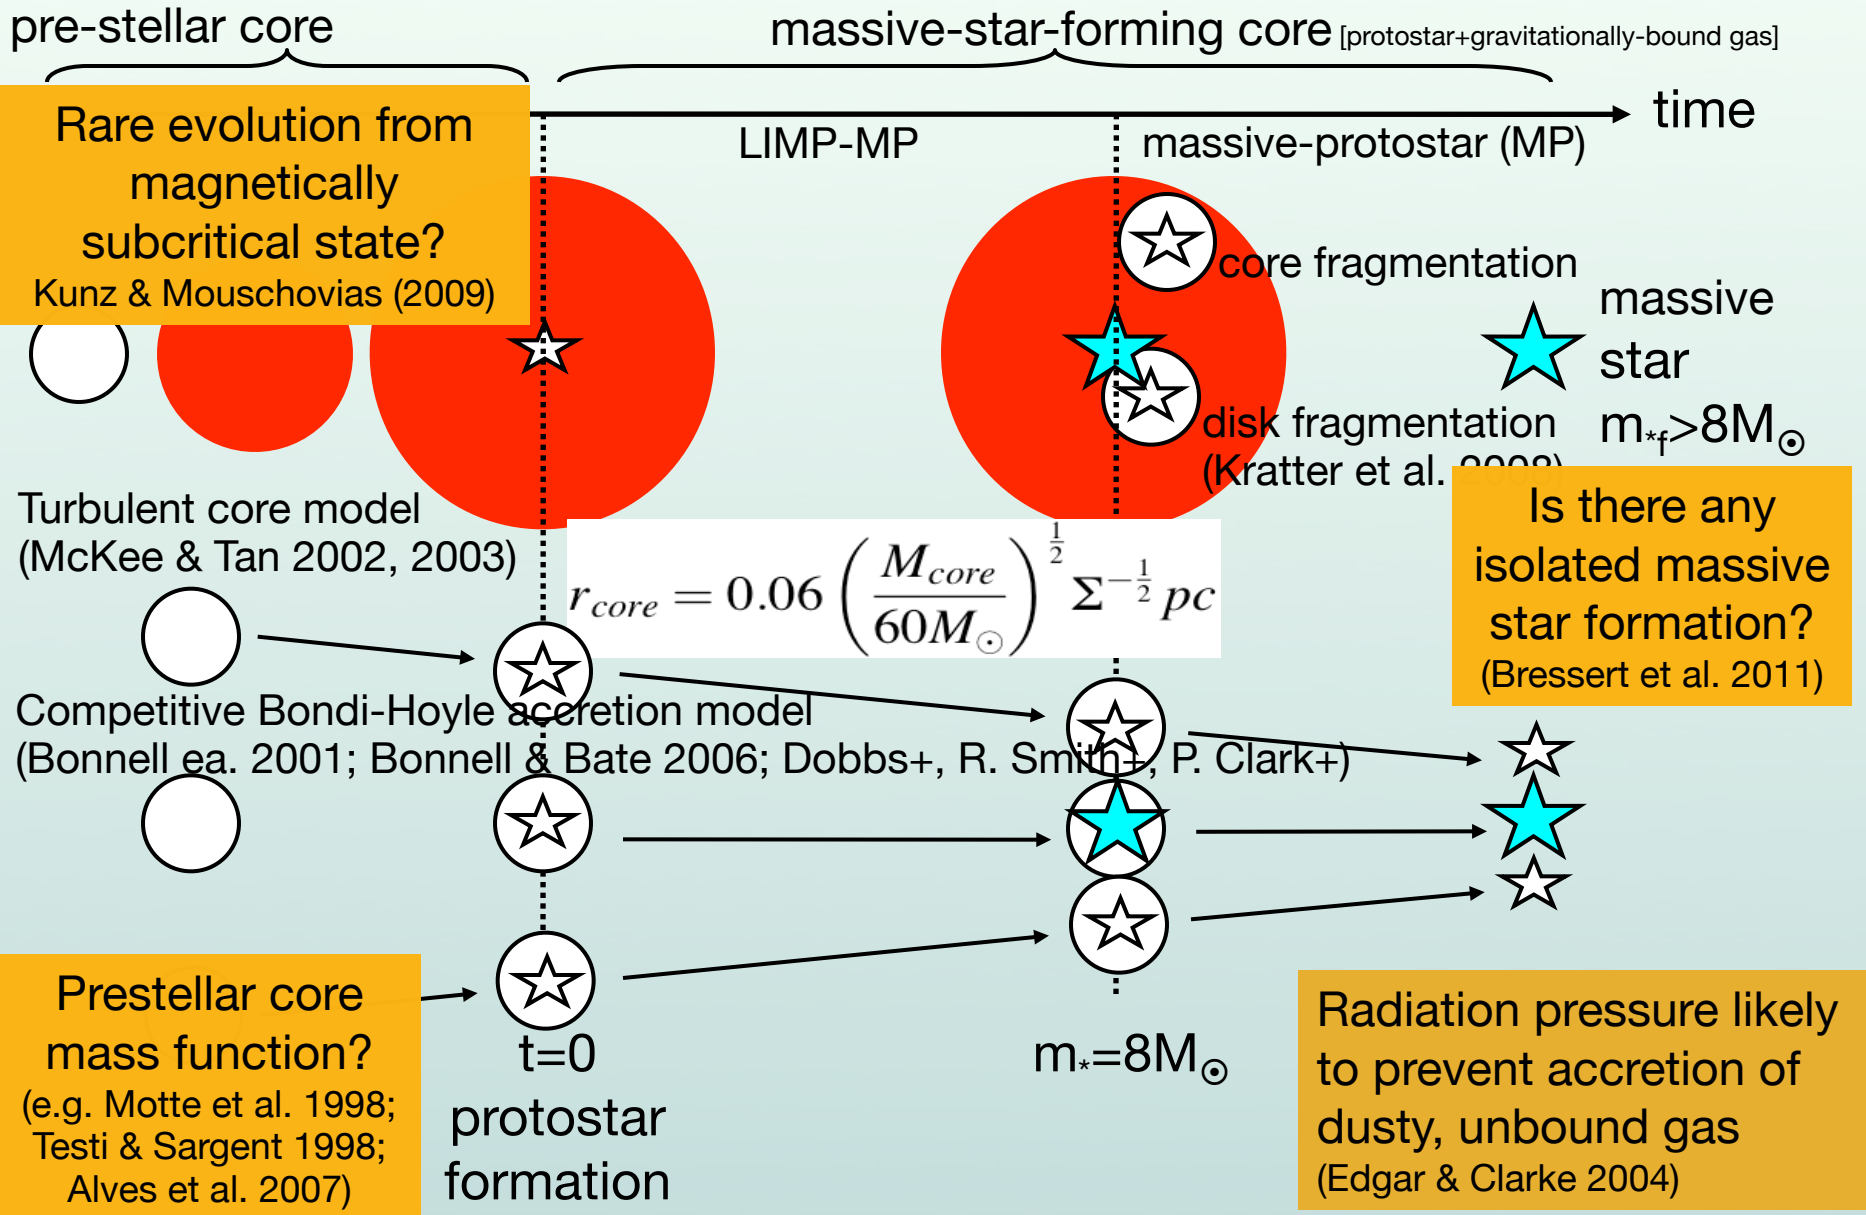 pre-stellar core
massive-star-forming core [protostar+gravitationally-bound gas]
time
LIMP-MP
massive-protostar (MP)
Rare evolution from
magnetically
subcritical state?
Kunz & Mouschovias (2009)
core fragmentation
massive
star
m*f>8M☉
disk fragmentation
(Kratter et al. 2008)
Turbulent core model
(McKee & Tan 2002, 2003)
r_core = 0.06 (M_core / 60M☉)^(1/2) Σ^(-1/2) pc
Is there any
isolated massive
star formation?
(Bressert et al. 2011)
Competitive Bondi-Hoyle accretion model
(Bonnell ea. 2001; Bonnell & Bate 2006; Dobbs+, R. Smith+, P. Clark+)
Prestellar core
mass function?
(e.g. Motte et al. 1998;
Testi & Sargent 1998;
Alves et al. 2007)
t=0
protostar
formation
m*=8M☉
Radiation pressure likely
to prevent accretion of
dusty, unbound gas
(Edgar & Clarke 2004)